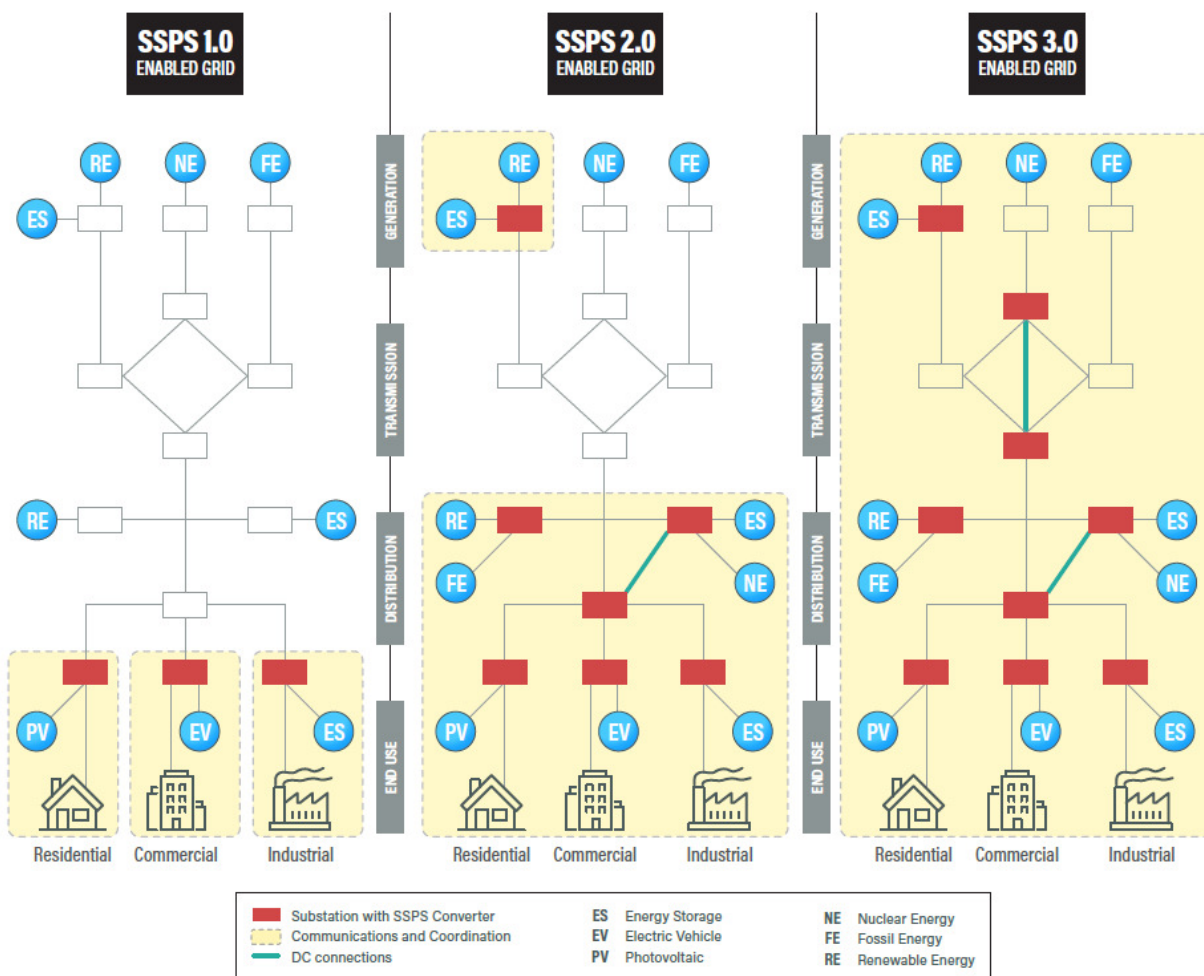 SSPS 1.0
ENABLED GRID
SSPS 2.0
ENABLED GRID
SSPS 3.0
ENABLED GRID
RE
NE
FE
ES
RE
ES
PV
EV
ES
Residential
Commercial
Industrial
GENERATION
TRANSMISSION
DISTRIBUTION
END USE
RE
NE
FE
ES
RE
ES
FE
NE
PV
EV
ES
Residential
Commercial
Industrial
GENERATION
TRANSMISSION
DISTRIBUTION
END USE
RE
NE
FE
ES
RE
ES
FE
NE
PV
EV
ES
Residential
Commercial
Industrial
Substation with SSPS Converter
Communications and Coordination
DC connections
ES Energy Storage
EV Electric Vehicle
PV Photovoltaic
NE Nuclear Energy
FE Fossil Energy
RE Renewable Energy